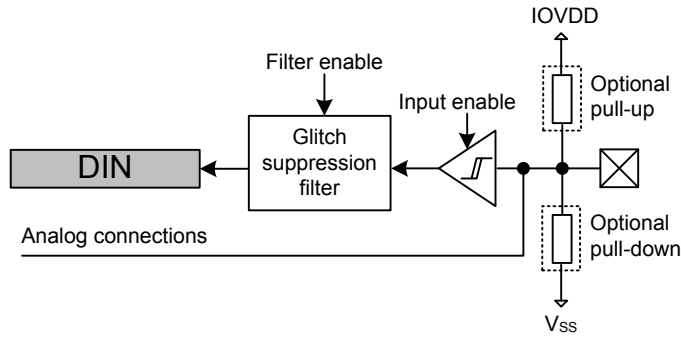 IOVDD
Filter enable
Optional
pull-up
Input enable
Glitch
suppression
filter
DIN
Analog connections
Optional
pull-down
VSS